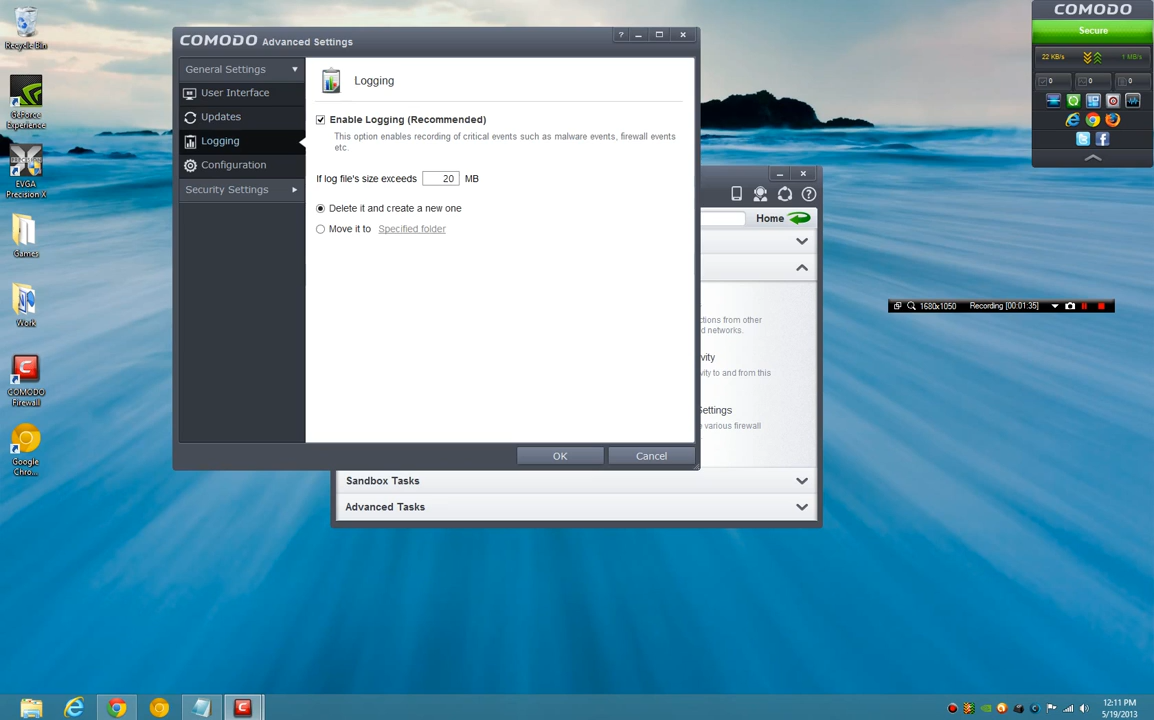 Recycle Bin
GeForce Experience
EVGA Precision X
Games
Work
COMODO Firewall
Google Chro...
COMODO Advanced Settings
?
General Settings
User Interface
Updates
Logging
Configuration
Security Settings
Logging
Enable Logging (Recommended)
This option enables recording of critical events such as malware events, firewall events
etc.
If log file's size exceeds 20 MB
Delete it and create a new one
Move it to Specified folder
OK
Cancel
Home
ctions from other
d networks.
vity
vity to and from this
Settings
various firewall
Sandbox Tasks
Advanced Tasks
COMODO
Secure
22 KB/s
1 MB/s
0
0
0
1680x1050
Recording [00:01:35]
12:11 PM
5/19/2013